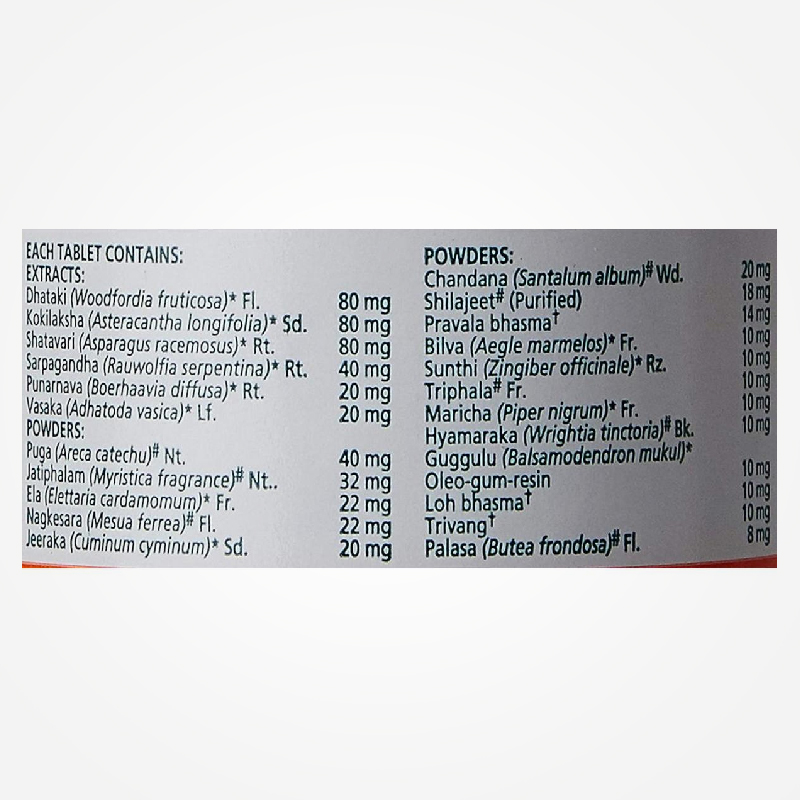 EACH TABLET CONTAINS:
EXTRACTS:
Dhataki (Woodfordia fruticosa)* Fl. 80 mg
Kokilaksha (Asteracantha longifolia)* Sd. 80 mg
Shatavari (Asparagus racemosus)* Rt. 80 mg
Sarpagandha (Rauwolfia serpentina)* Rt. 40 mg
Punarnava (Boerhaavia diffusa)* Rt. 20 mg
Vasaka (Adhatoda vasica)* Lf. 20 mg
POWDERS:
Puga (Areca catechu)# Nt. 40 mg
Jatiphalam (Myristica fragrance)# Nt.. 32 mg
Ela (Elettaria cardamomum)* Fr. 22 mg
Nagkesara (Mesua ferrea)# Fl. 22 mg
Jeeraka (Cuminum cyminum)* Sd. 20 mg
POWDERS:
Chandana (Santalum album)# Wd. 20 mg
Shilajeet# (Purified) 18 mg
Pravala bhasma† 14 mg
Bilva (Aegle marmelos)* Fr. 10 mg
Sunthi (Zingiber officinale)* Rz. 10 mg
Triphala# Fr. 10 mg
Maricha (Piper nigrum)* Fr. 10 mg
Hyamaraka (Wrightia tinctoria)# Bk. 10 mg
Guggulu (Balsamodendron mukul)*
Oleo-gum-resin 10 mg
Loh bhasma† 10 mg
Trivang† 10 mg
Palasa (Butea frondosa)# Fl. 8 mg